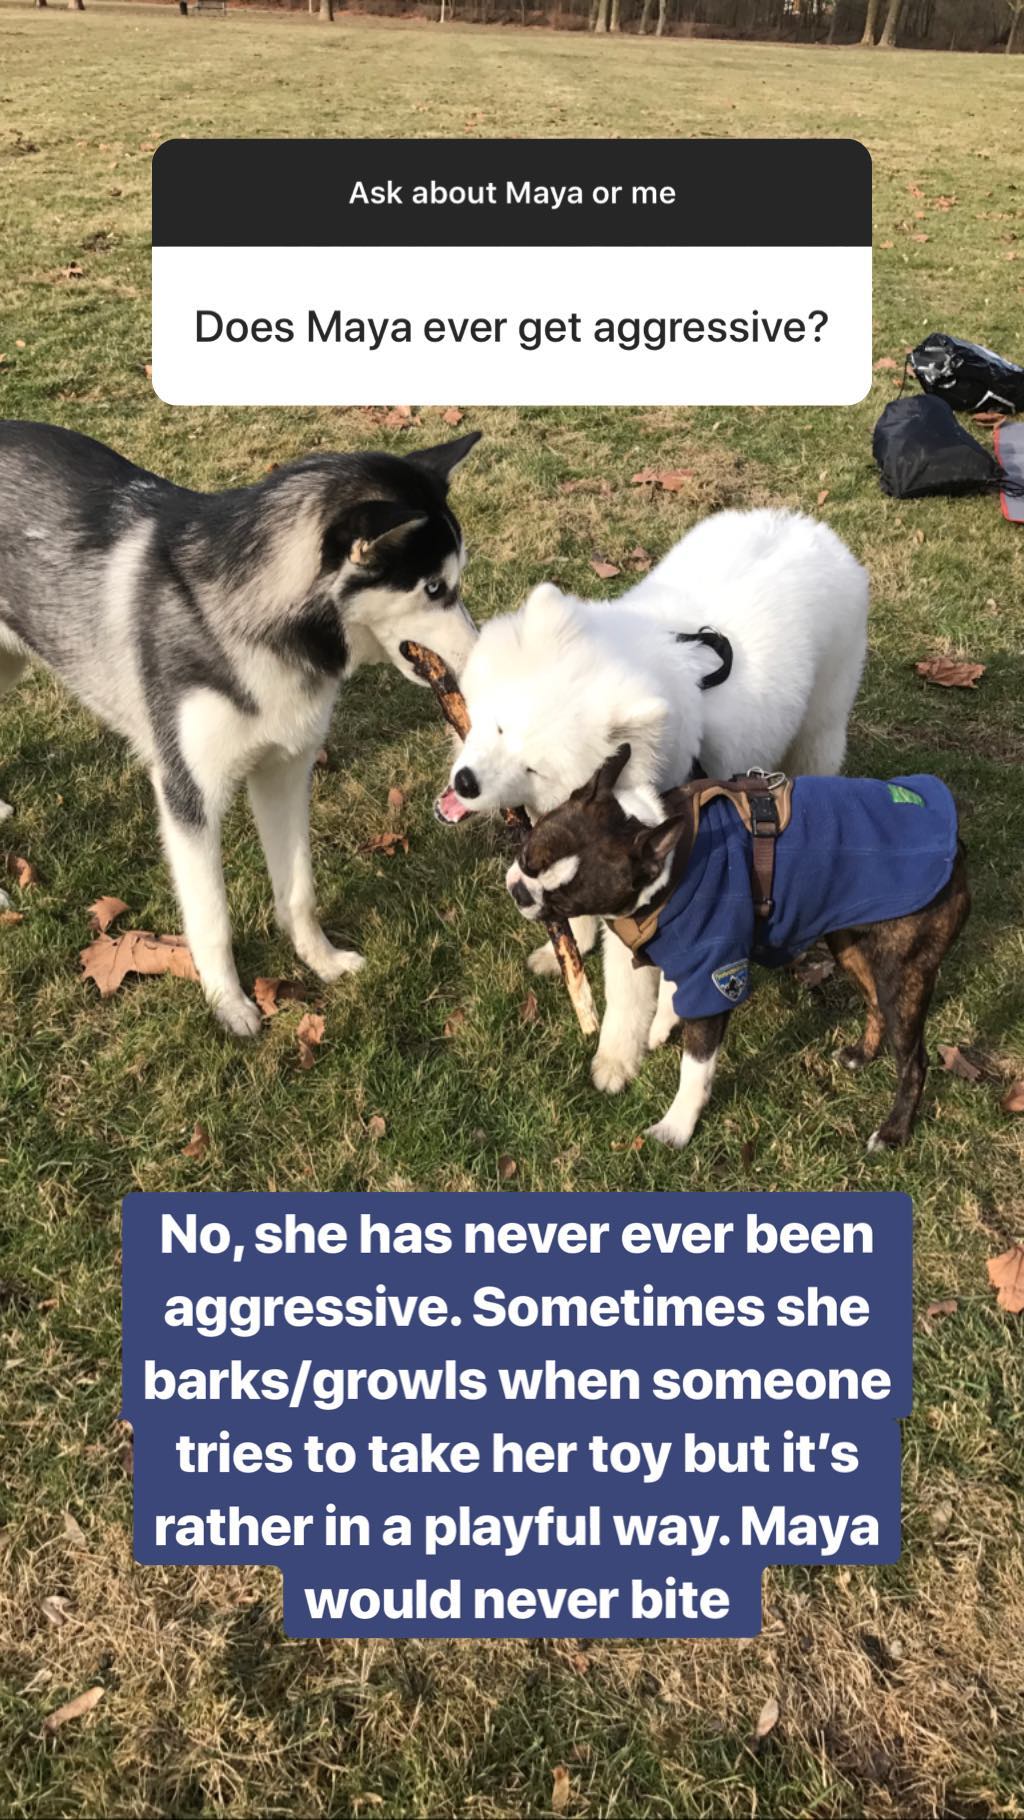 Ask about Maya or me
Does Maya ever get aggressive?
No, she has never ever been
aggressive. Sometimes she
barks/growls when someone
tries to take her toy but it’s
rather in a playful way. Maya
would never bite